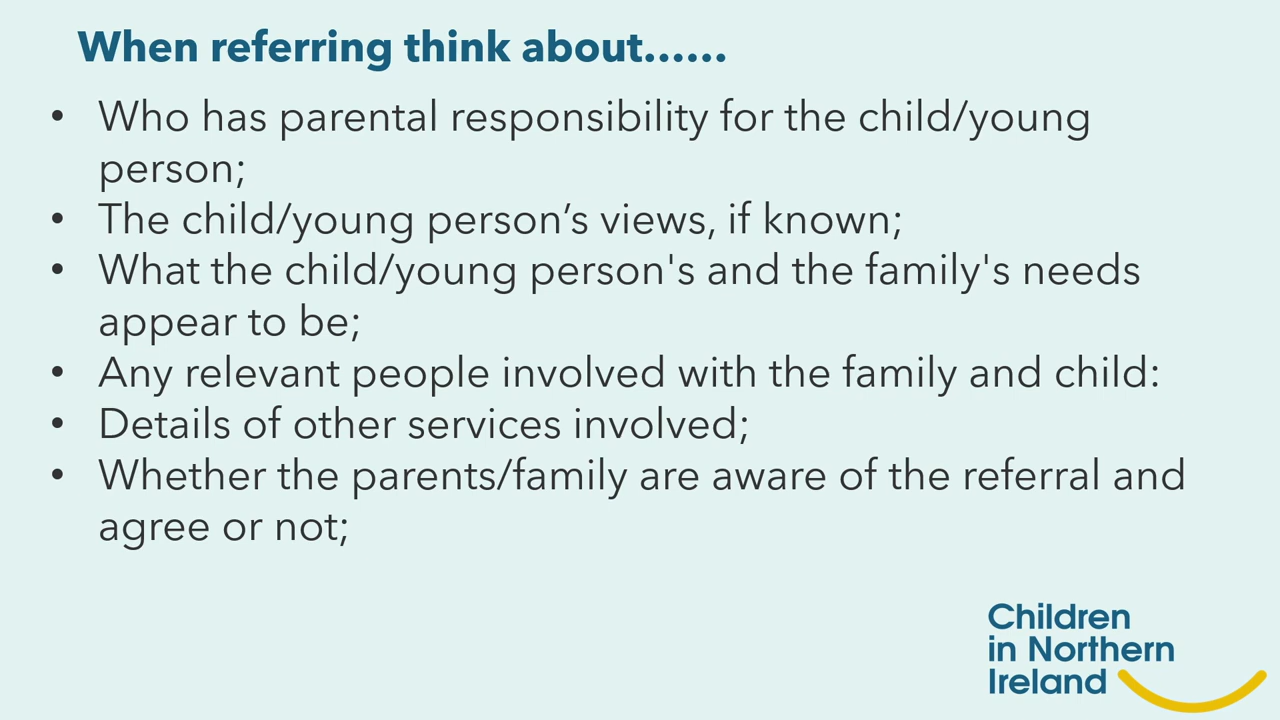 When referring think about......
• Who has parental responsibility for the child/young
person;
• The child/young person’s views, if known;
• What the child/young person's and the family's needs
appear to be;
• Any relevant people involved with the family and child:
• Details of other services involved;
• Whether the parents/family are aware of the referral and
agree or not;
Children
in Northern
Ireland